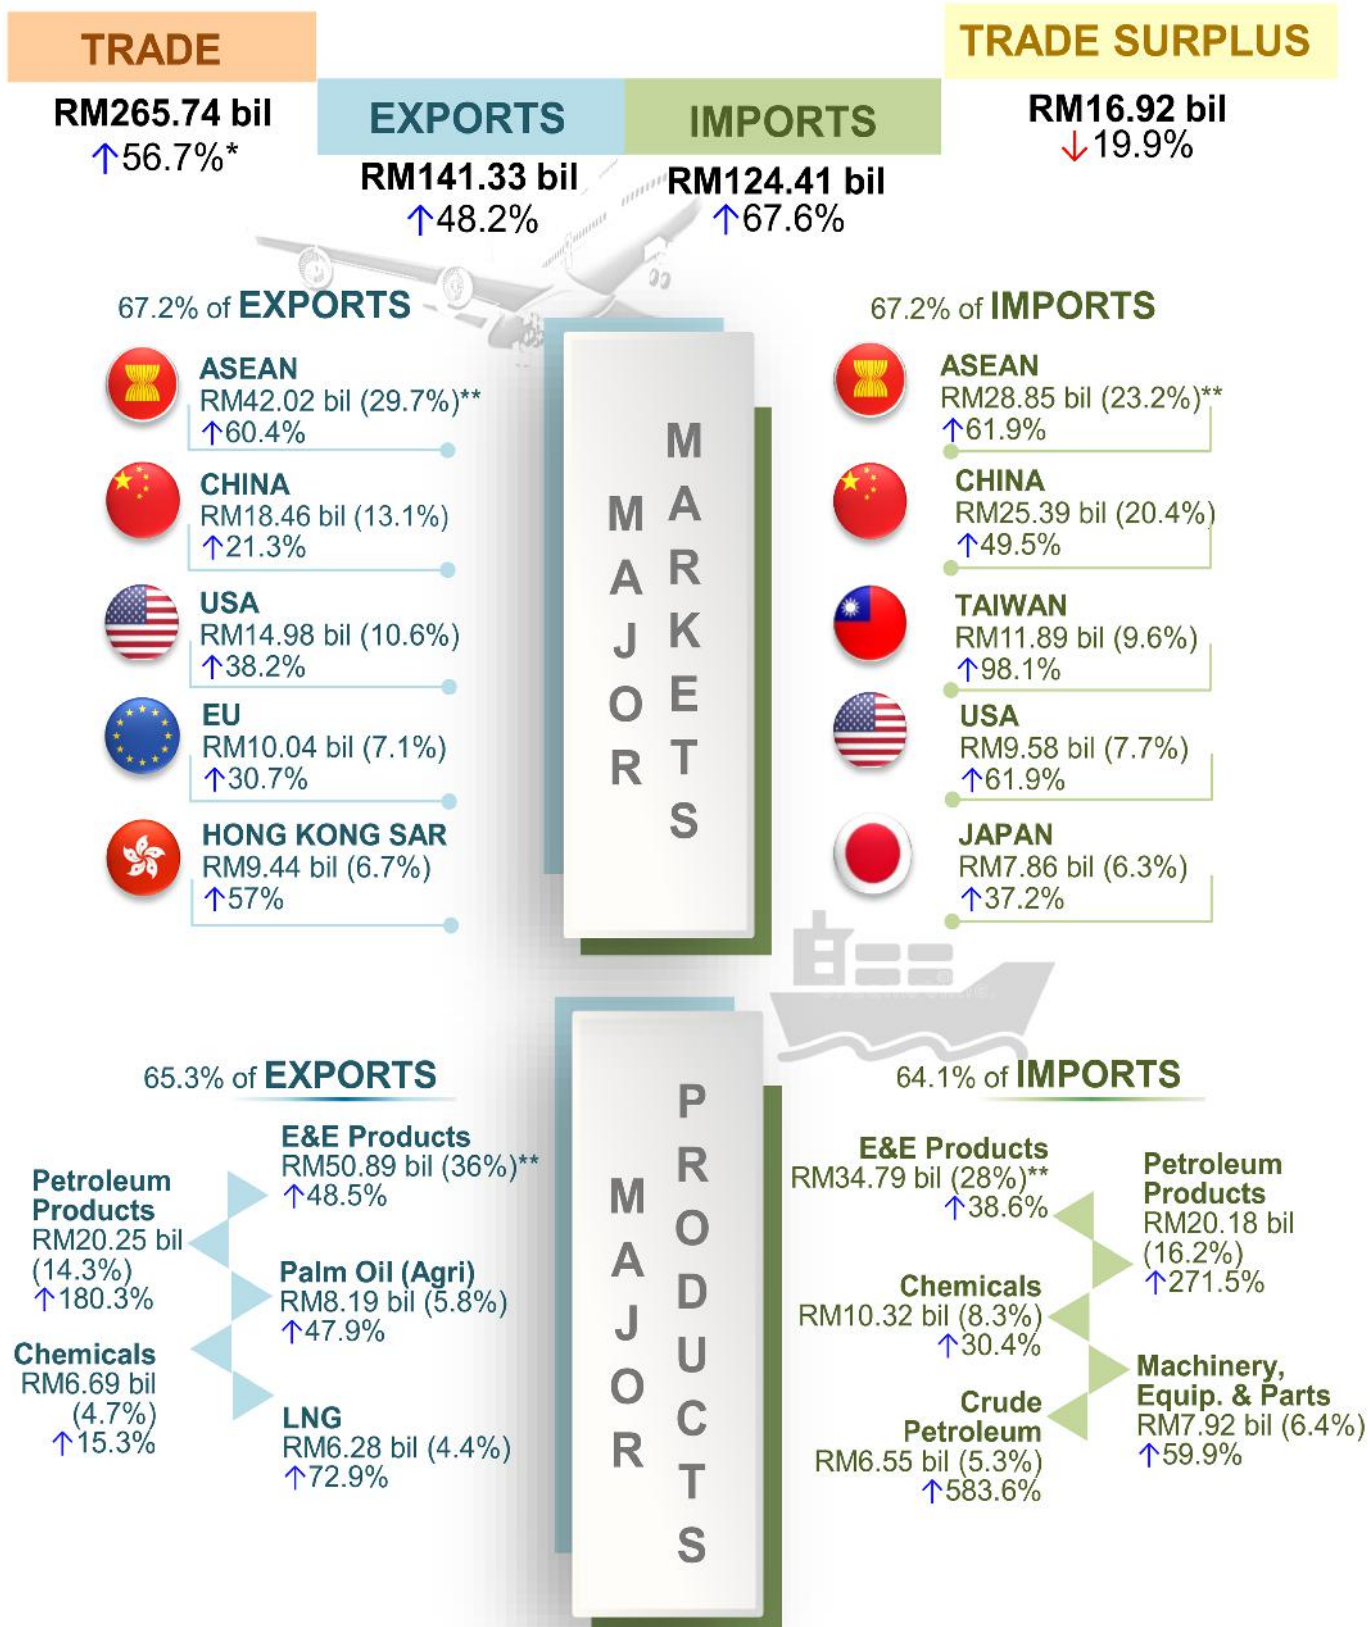 TRADE
RM265.74 bil
↑56.7%*
EXPORTS
RM141.33 bil
↑48.2%
IMPORTS
RM124.41 bil
↑67.6%
TRADE SURPLUS
RM16.92 bil
↓19.9%
67.2% of EXPORTS
ASEAN
RM42.02 bil (29.7%)**
↑60.4%
CHINA
RM18.46 bil (13.1%)
↑21.3%
USA
RM14.98 bil (10.6%)
↑38.2%
EU
RM10.04 bil (7.1%)
↑30.7%
HONG KONG SAR
RM9.44 bil (6.7%)
↑57%
MAJOR
MARKETS
67.2% of IMPORTS
ASEAN
RM28.85 bil (23.2%)**
↑61.9%
CHINA
RM25.39 bil (20.4%)
↑49.5%
TAIWAN
RM11.89 bil (9.6%)
↑98.1%
USA
RM9.58 bil (7.7%)
↑61.9%
JAPAN
RM7.86 bil (6.3%)
↑37.2%
65.3% of EXPORTS
E&E Products
RM50.89 bil (36%)**
↑48.5%
Petroleum
Products
RM20.25 bil
(14.3%)
↑180.3%
Palm Oil (Agri)
RM8.19 bil (5.8%)
↑47.9%
Chemicals
RM6.69 bil
(4.7%)
↑15.3%
LNG
RM6.28 bil (4.4%)
↑72.9%
MAJOR
PRODUCTS
64.1% of IMPORTS
E&E Products
RM34.79 bil (28%)**
↑38.6%
Petroleum
Products
RM20.18 bil
(16.2%)
↑271.5%
Chemicals
RM10.32 bil (8.3%)
↑30.4%
Machinery,
Equip. & Parts
RM7.92 bil (6.4%)
↑59.9%
Crude
Petroleum
RM6.55 bil (5.3%)
↑583.6%